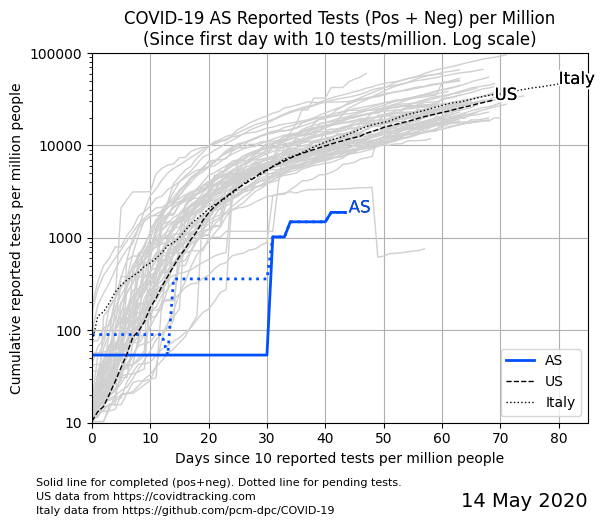 COVID-19 AS Reported Tests (Pos + Neg) per Million
(Since first day with 10 tests/million. Log scale)
Cumulative reported tests per million people
100000
10000
1000
100
10
Italy
US
AS
AS
US
Italy
0 10 20 30 40 50 60 70 80
Days since 10 reported tests per million people
Solid line for completed (pos+neg). Dotted line for pending tests.
US data from https://covidtracking.com
Italy data from https://github.com/pcm-dpc/COVID-19
14 May 2020